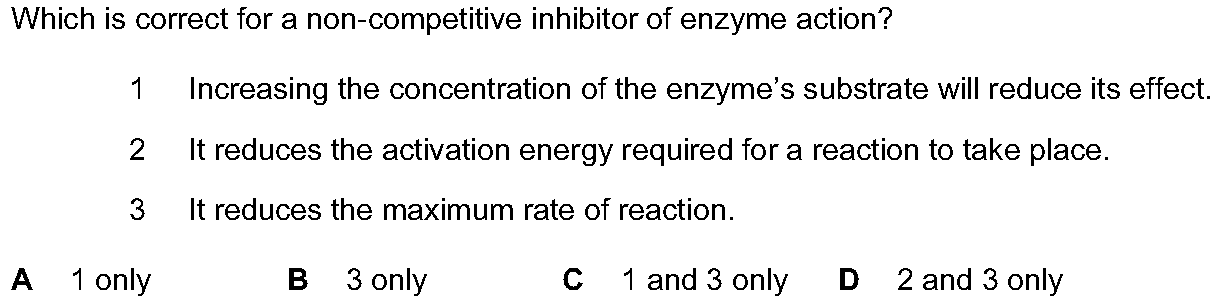 Which is correct for a non-competitive inhibitor of enzyme action?
1 Increasing the concentration of the enzyme's substrate will reduce its effect.
2 It reduces the activation energy required for a reaction to take place.
3 It reduces the maximum rate of reaction.
A 1 only B 3 only C 1 and 3 only D 2 and 3 only